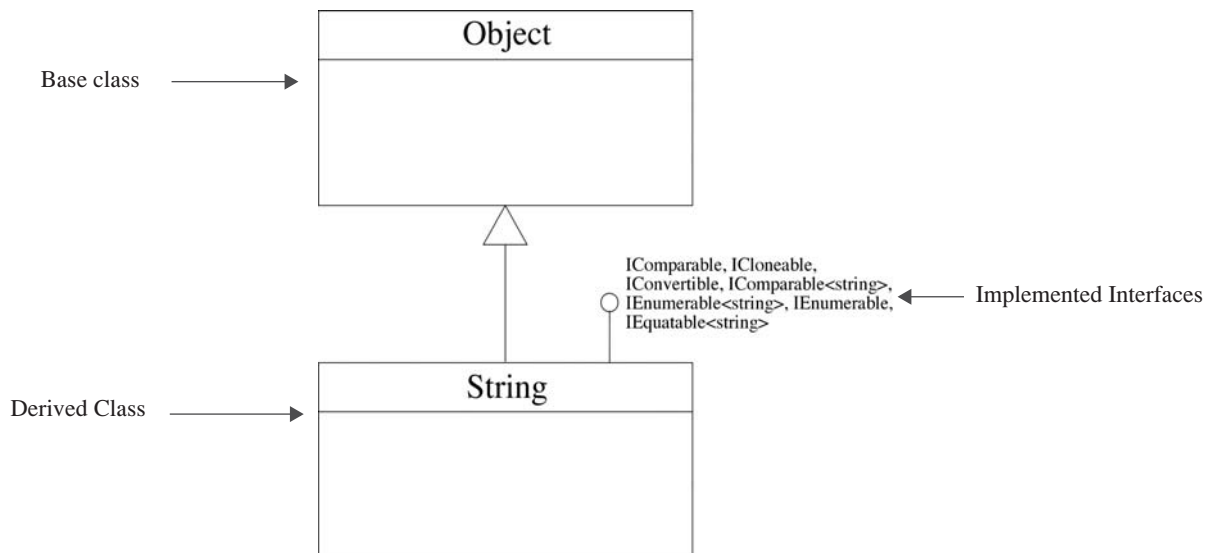 Object
Base class
IComparable, ICloneable,
IConvertible, IComparable<string>,
IEnumerable<string>, IEnumerable,
IEquatable<string>
Implemented Interfaces
String
Derived Class